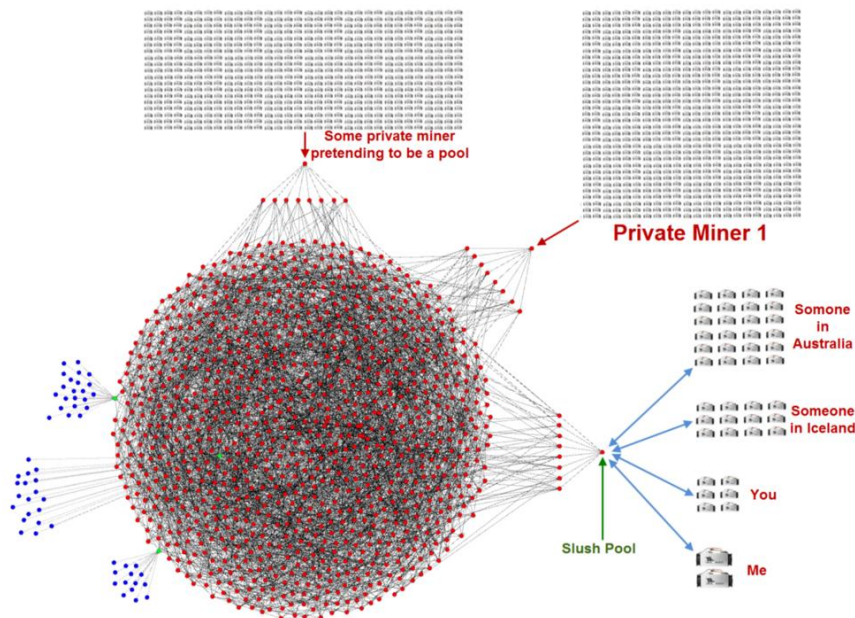 Some private miner
pretending to be a pool
Private Miner 1
Somone
in
Australia
Someone
in Iceland
You
Slush Pool
Me